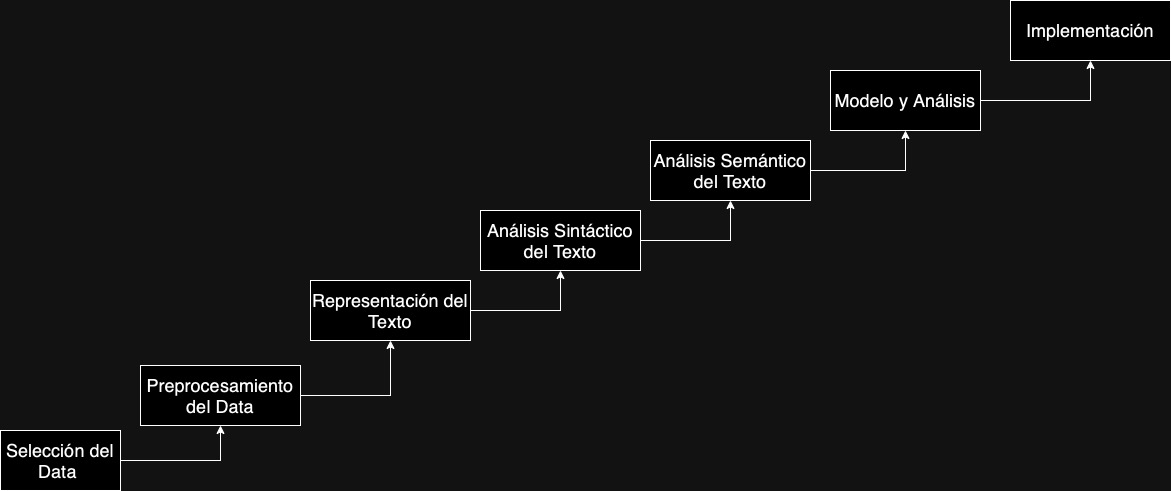 Implementación
Modelo y Análisis
Análisis Semántico
del Texto
Análisis Sintáctico
del Texto
Representación del
Texto
Preprocesamiento
del Data
Selección del
Data